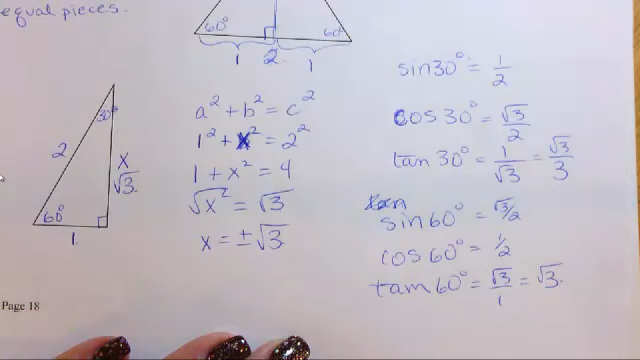 equal pieces.
60° 60°
1 2 1
30°
2
x
√3
60°
1
a² + b² = c²
1² + x² = 2²
1 + x² = 4
√x² = √3
x = ± √3
sin 30° = 1/2
cos 30° = √3/2
tan 30° = 1/√3 = √3/3
sin 60° = √3/2
cos 60° = 1/2
tan 60° = √3/1 = √3.
Page 18